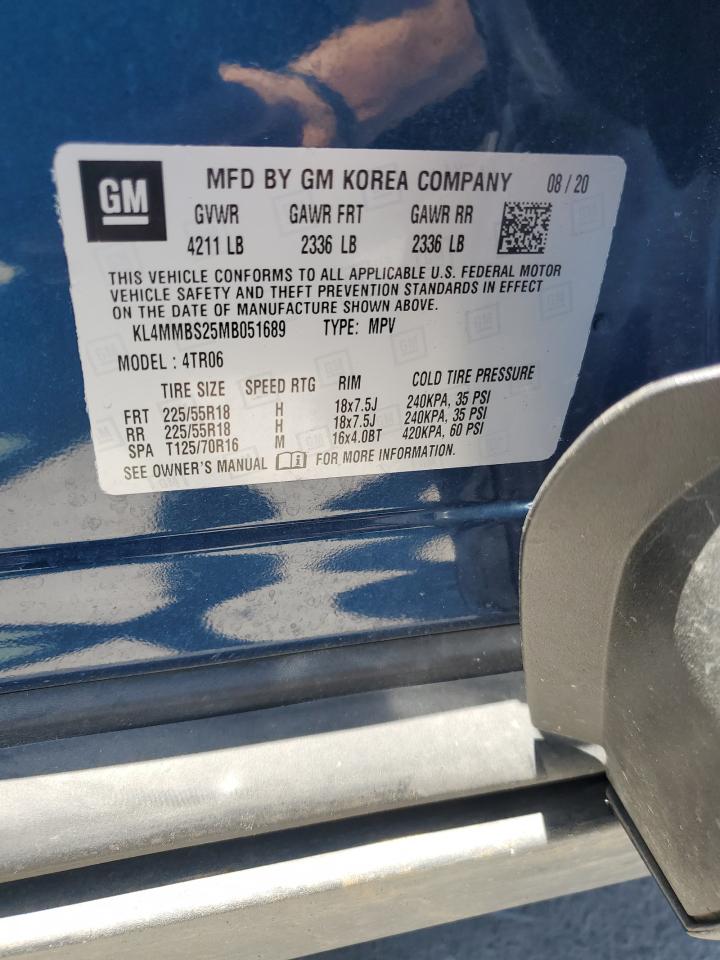 GM MFD BY GM KOREA COMPANY 08 / 20
GVWR GAWR FRT GAWR RR
4211 LB 2336 LB 2336 LB
THIS VEHICLE CONFORMS TO ALL APPLICABLE U.S. FEDERAL MOTOR
VEHICLE SAFETY AND THEFT PREVENTION STANDARDS IN EFFECT
ON THE DATE OF MANUFACTURE SHOWN ABOVE.
KL4MMBS25MB051689 TYPE: MPV
MODEL : 4TR06
TIRE SIZE SPEED RTG RIM COLD TIRE PRESSURE
FRT 225/55R18 H 18x7.5J 240KPA, 35 PSI
RR 225/55R18 H 18x7.5J 240KPA, 35 PSI
SPA T125/70R16 M 16x4.0BT 420KPA, 60 PSI
SEE OWNER'S MANUAL FOR MORE INFORMATION.